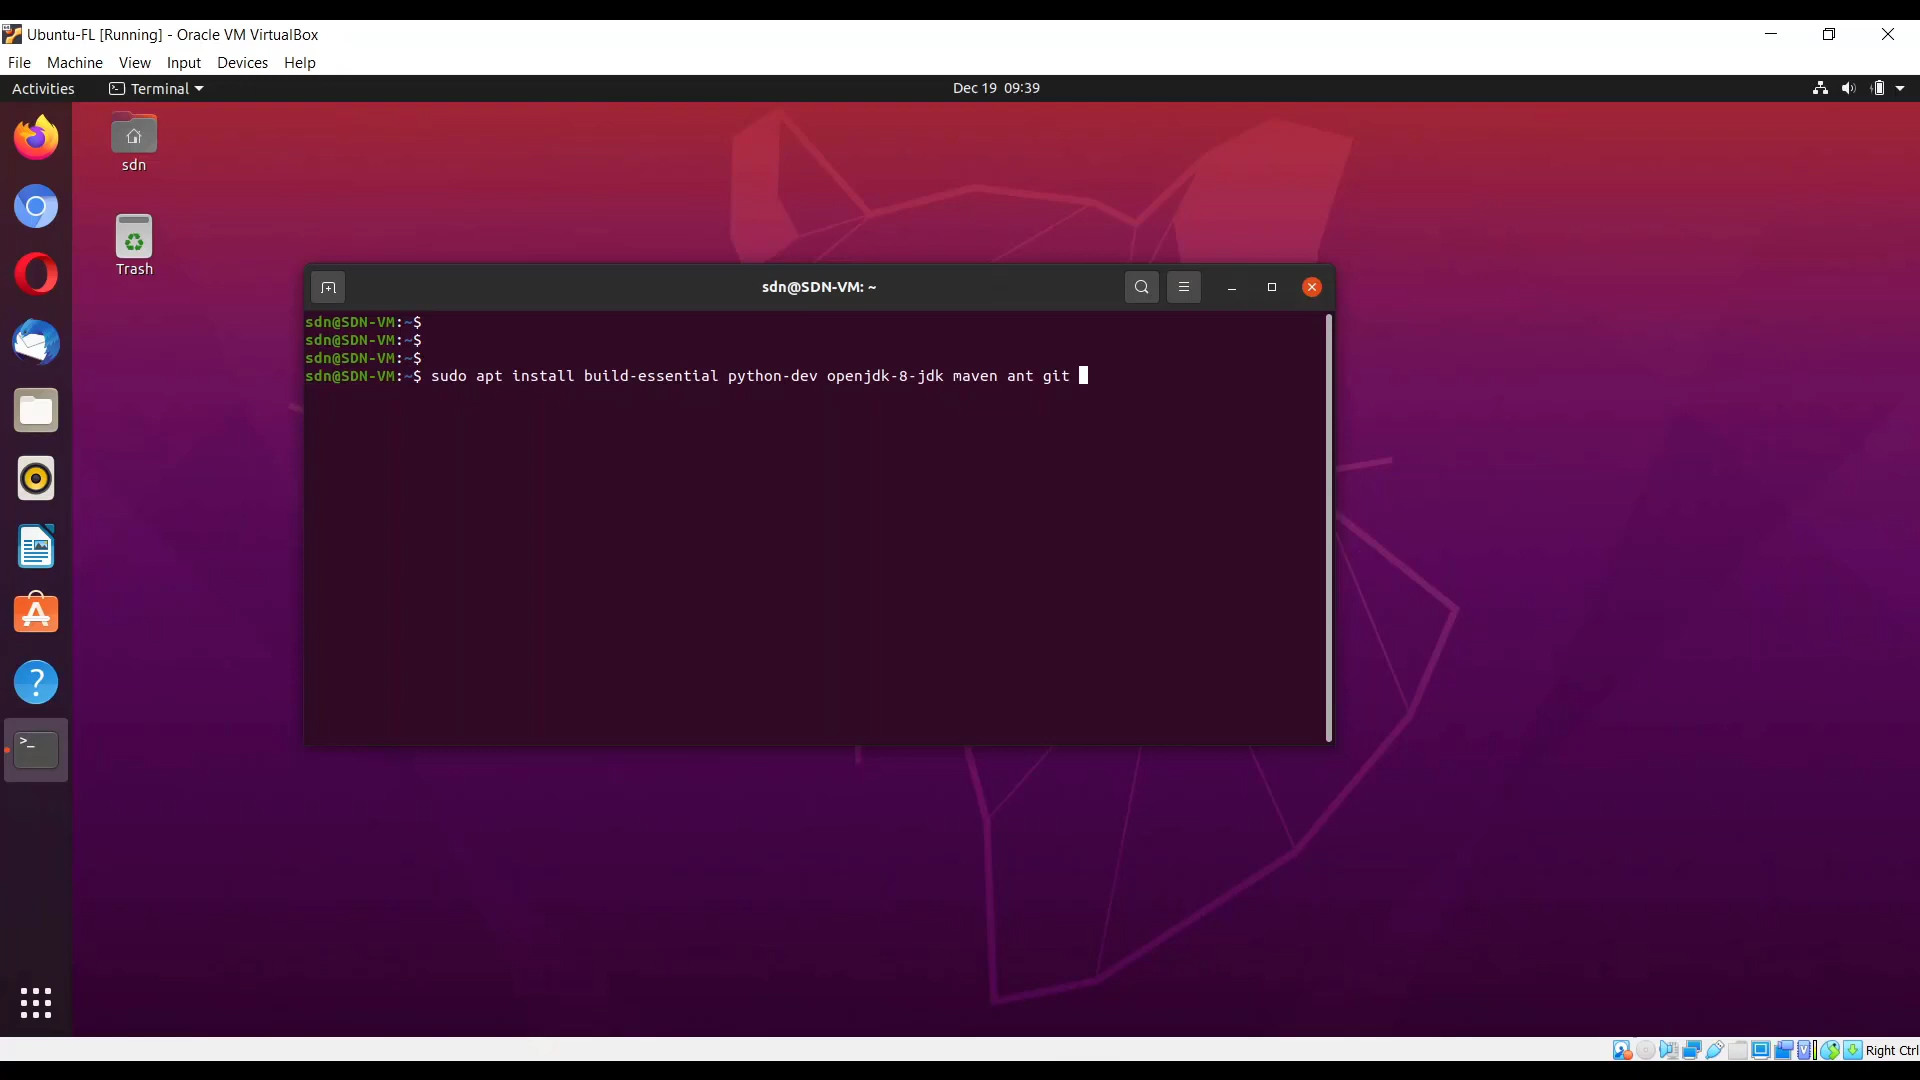 Ubuntu-FL [Running] - Oracle VM VirtualBox
File Machine View Input Devices Help
Activities Terminal Dec 19 09:39
sdn
Trash
sdn@SDN-VM: ~
sdn@SDN-VM:~$
sdn@SDN-VM:~$
sdn@SDN-VM:~$
sdn@SDN-VM:~$ sudo apt install build-essential python-dev openjdk-8-jdk maven ant git
Right Ctrl